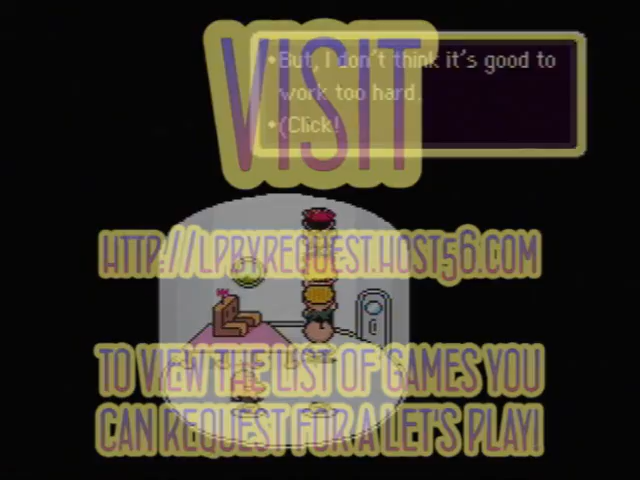 VISIT
•But, I don't think it's good to
work too hard.
•(Click!
HTTP://LPBYREQUEST.HOST56.COM
TO VIEW THE LIST OF GAMES YOU
CAN REQUEST FOR A LET'S PLAY!